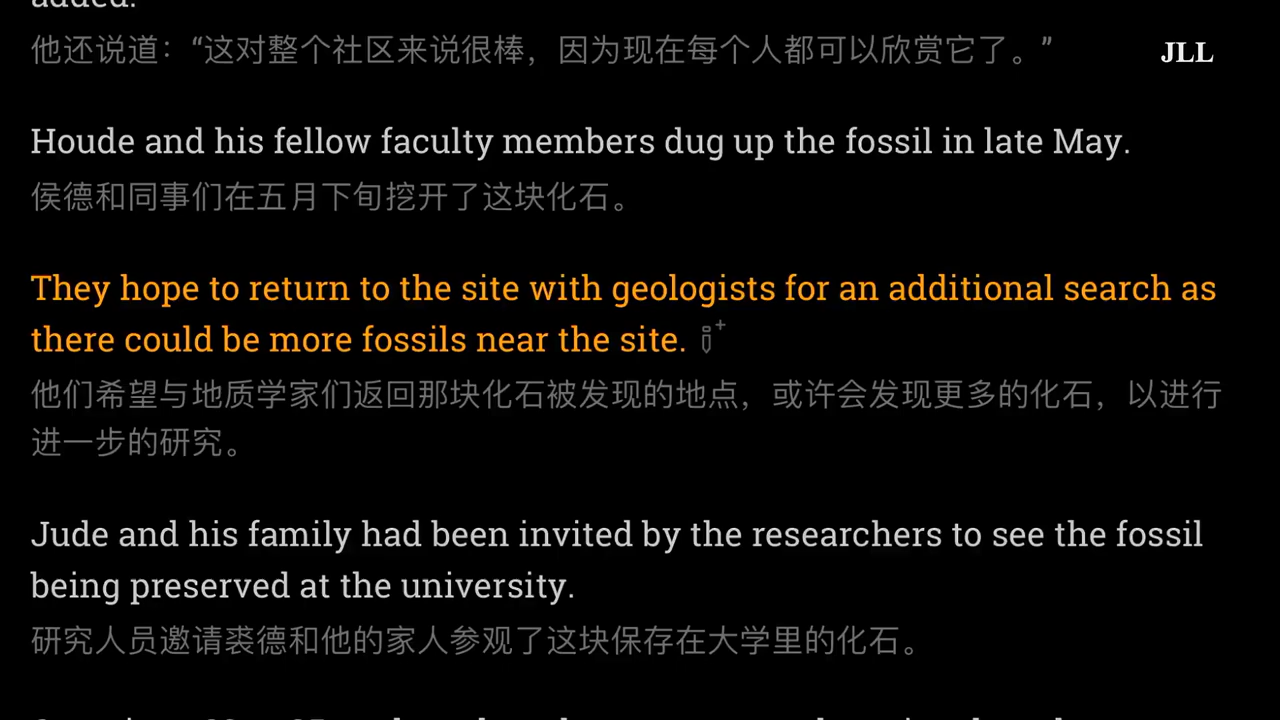 added.
他还说道：“这对整个社区来说很棒，因为现在每个人都可以欣赏它了。”
JLL
Houde and his fellow faculty members dug up the fossil in late May.
侯德和同事们在五月下旬挖开了这块化石。
They hope to return to the site with geologists for an additional search as
there could be more fossils near the site.
他们希望与地质学家们返回那块化石被发现的地点，或许会发现更多的化石，以进行
进一步的研究。
Jude and his family had been invited by the researchers to see the fossil
being preserved at the university.
研究人员邀请裘德和他的家人参观了这块保存在大学里的化石。